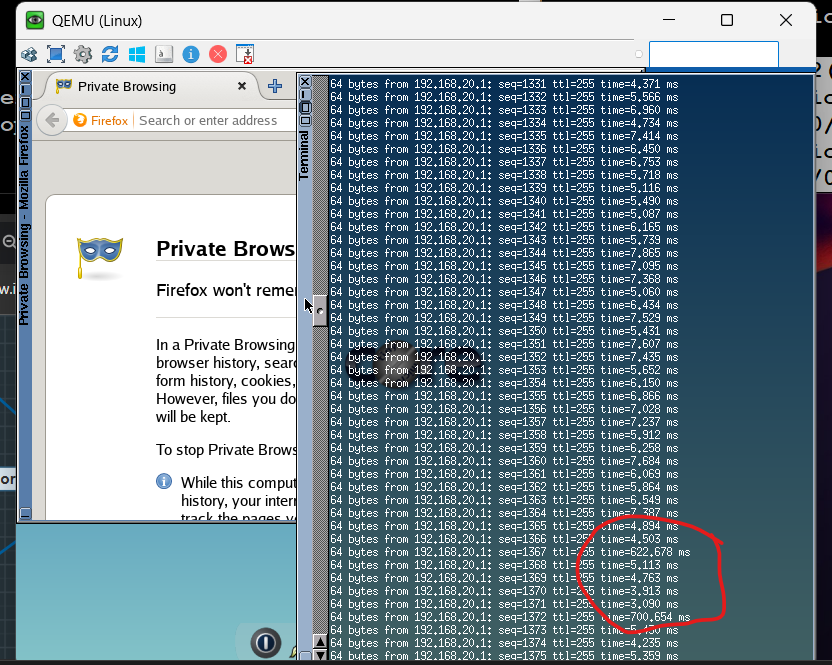 QEMU (Linux)
Private Browsing
Firefox
Search or enter address
Private Browsing - Mozilla Firefox
Terminal
Private Brows
Firefox won't remem
In a Private Browsing
browser history, sear
form history, cookies,
However, files you do
will be kept.
To stop Private Brows
While this comput
history, your inter
track the pages y
64 bytes from 192.168.20.1: seq=1331 ttl=255 time=4.371 ms
64 bytes from 192.168.20.1: seq=1332 ttl=255 time=5.566 ms
64 bytes from 192.168.20.1: seq=1333 ttl=255 time=6.960 ms
64 bytes from 192.168.20.1: seq=1334 ttl=255 time=4.734 ms
64 bytes from 192.168.20.1: seq=1335 ttl=255 time=7.414 ms
64 bytes from 192.168.20.1: seq=1336 ttl=255 time=6.450 ms
64 bytes from 192.168.20.1: seq=1337 ttl=255 time=6.753 ms
64 bytes from 192.168.20.1: seq=1338 ttl=255 time=5.718 ms
64 bytes from 192.168.20.1: seq=1339 ttl=255 time=5.116 ms
64 bytes from 192.168.20.1: seq=1340 ttl=255 time=5.490 ms
64 bytes from 192.168.20.1: seq=1341 ttl=255 time=5.087 ms
64 bytes from 192.168.20.1: seq=1342 ttl=255 time=6.165 ms
64 bytes from 192.168.20.1: seq=1343 ttl=255 time=5.739 ms
64 bytes from 192.168.20.1: seq=1344 ttl=255 time=7.865 ms
64 bytes from 192.168.20.1: seq=1345 ttl=255 time=7.095 ms
64 bytes from 192.168.20.1: seq=1346 ttl=255 time=7.368 ms
64 bytes from 192.168.20.1: seq=1347 ttl=255 time=5.060 ms
64 bytes from 192.168.20.1: seq=1348 ttl=255 time=6.434 ms
64 bytes from 192.168.20.1: seq=1349 ttl=255 time=7.529 ms
64 bytes from 192.168.20.1: seq=1350 ttl=255 time=5.431 ms
64 bytes from 192.168.20.1: seq=1351 ttl=255 time=7.607 ms
64 bytes from 192.168.20.1: seq=1352 ttl=255 time=7.435 ms
64 bytes from 192.168.20.1: seq=1353 ttl=255 time=5.652 ms
64 bytes from 192.168.20.1: seq=1354 ttl=255 time=6.150 ms
64 bytes from 192.168.20.1: seq=1355 ttl=255 time=6.866 ms
64 bytes from 192.168.20.1: seq=1356 ttl=255 time=7.028 ms
64 bytes from 192.168.20.1: seq=1357 ttl=255 time=7.237 ms
64 bytes from 192.168.20.1: seq=1358 ttl=255 time=5.912 ms
64 bytes from 192.168.20.1: seq=1359 ttl=255 time=6.258 ms
64 bytes from 192.168.20.1: seq=1360 ttl=255 time=7.684 ms
64 bytes from 192.168.20.1: seq=1361 ttl=255 time=6.069 ms
64 bytes from 192.168.20.1: seq=1362 ttl=255 time=5.864 ms
64 bytes from 192.168.20.1: seq=1363 ttl=255 time=6.549 ms
64 bytes from 192.168.20.1: seq=1364 ttl=255 time=7.387 ms
64 bytes from 192.168.20.1: seq=1365 ttl=255 time=4.894 ms
64 bytes from 192.168.20.1: seq=1366 ttl=255 time=4.503 ms
64 bytes from 192.168.20.1: seq=1367 ttl=255 time=622.678 ms
64 bytes from 192.168.20.1: seq=1368 ttl=255 time=5.113 ms
64 bytes from 192.168.20.1: seq=1369 ttl=255 time=4.763 ms
64 bytes from 192.168.20.1: seq=1370 ttl=255 time=3.913 ms
64 bytes from 192.168.20.1: seq=1371 ttl=255 time=3.090 ms
64 bytes from 192.168.20.1: seq=1372 ttl=255 time=700.654 ms
64 bytes from 192.168.20.1: seq=1373 ttl=255 ms
64 bytes from 192.168.20.1: seq=1374 ttl=255 time=4.235 ms
64 bytes from 192.168.20.1: seq=1375 ttl=255 time=5.359 ms